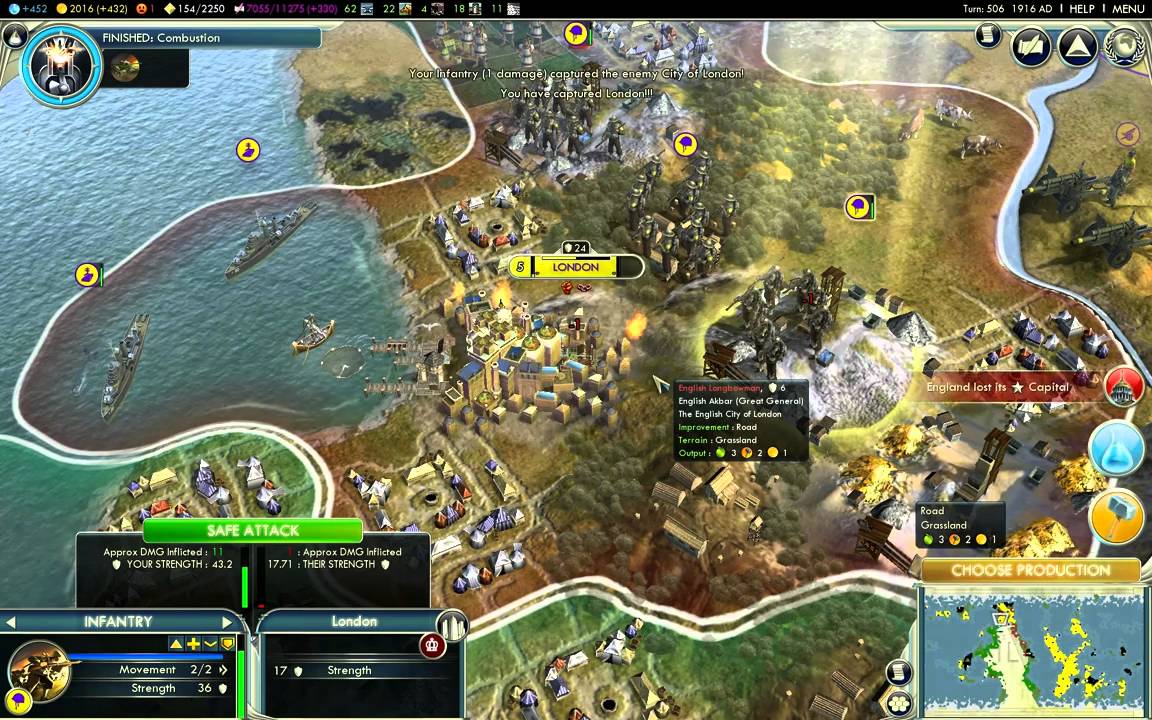 +452 2016 (+432) 1 154/2250 7055/11275 (+330) 62 22 4 18 11 Turn: 506 1916 AD | HELP | MENU
FINISHED: Combustion
Your Infantry (1 damage) captured the enemy City of London!
You have captured London!!!
24
5 LONDON
-1
-1
English Longbowman, 6
English Akbar (Great General)
The English City of London
Improvement : Road
Terrain : Grassland
Output : 3 2 1
England lost its Capital
Road
Grassland
3 2 1
SAFE ATTACK
Approx DMG Inflicted : 11 1 : Approx DMG Inflicted
YOUR STRENGTH : 43.2 17.71 : THEIR STRENGTH
CHOOSE PRODUCTION
INFANTRY London
Movement 2/2
Strength 36
17 Strength